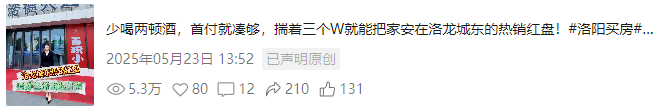 少喝两顿酒，首付就凑够，揣着三个W就能把家安在洛龙城东的热销红盘！#洛阳买房#...
2025年05月23日 13:52 已声明原创
5.3万 80 12 210 131